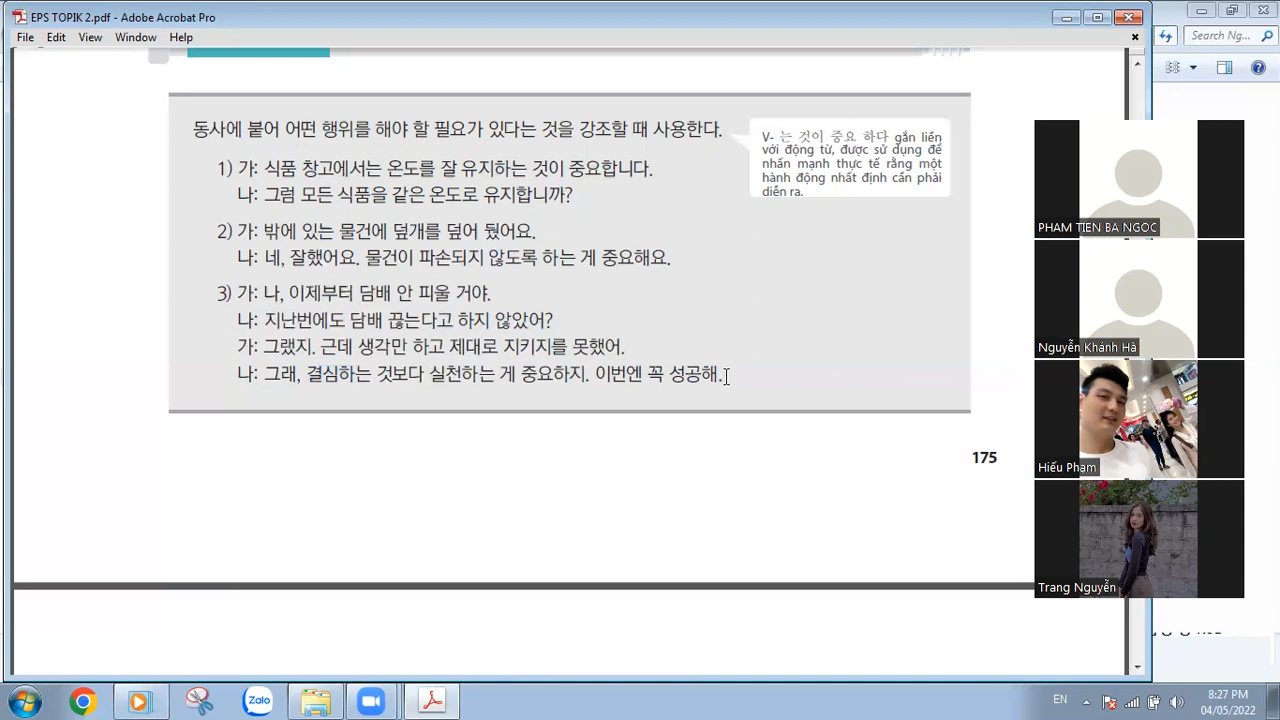 EPS TOPIK 2.pdf - Adobe Acrobat Pro
File Edit View Window Help
Search Ng...
동사에 붙어 어떤 행위를 해야 할 필요가 있다는 것을 강조할 때 사용한다.
V- 는 것이 중요 하다 gắn liền
với động từ, được sử dụng để
nhấn mạnh thực tế rằng một
hành động nhất định cần phải
diễn ra.
1) 가: 식품 창고에서는 온도를 잘 유지하는 것이 중요합니다.
나: 그럼 모든 식품을 같은 온도로 유지합니까?
2) 가: 밖에 있는 물건에 덮개를 덮어 뒀어요.
나: 네, 잘했어요. 물건이 파손되지 않도록 하는 게 중요해요.
3) 가: 나, 이제부터 담배 안 피울 거야.
나: 지난번에도 담배 끊는다고 하지 않았어?
가: 그랬지. 근데 생각만 하고 제대로 지키지를 못했어.
나: 그래, 결심하는 것보다 실천하는 게 중요하지. 이번엔 꼭 성공해.
175
PHAM TIEN BA NGOC
Nguyễn Khánh Hà
Hiếu Phạm
Trang Nguyễn
Zalo
EN
8:27 PM
04/05/2022